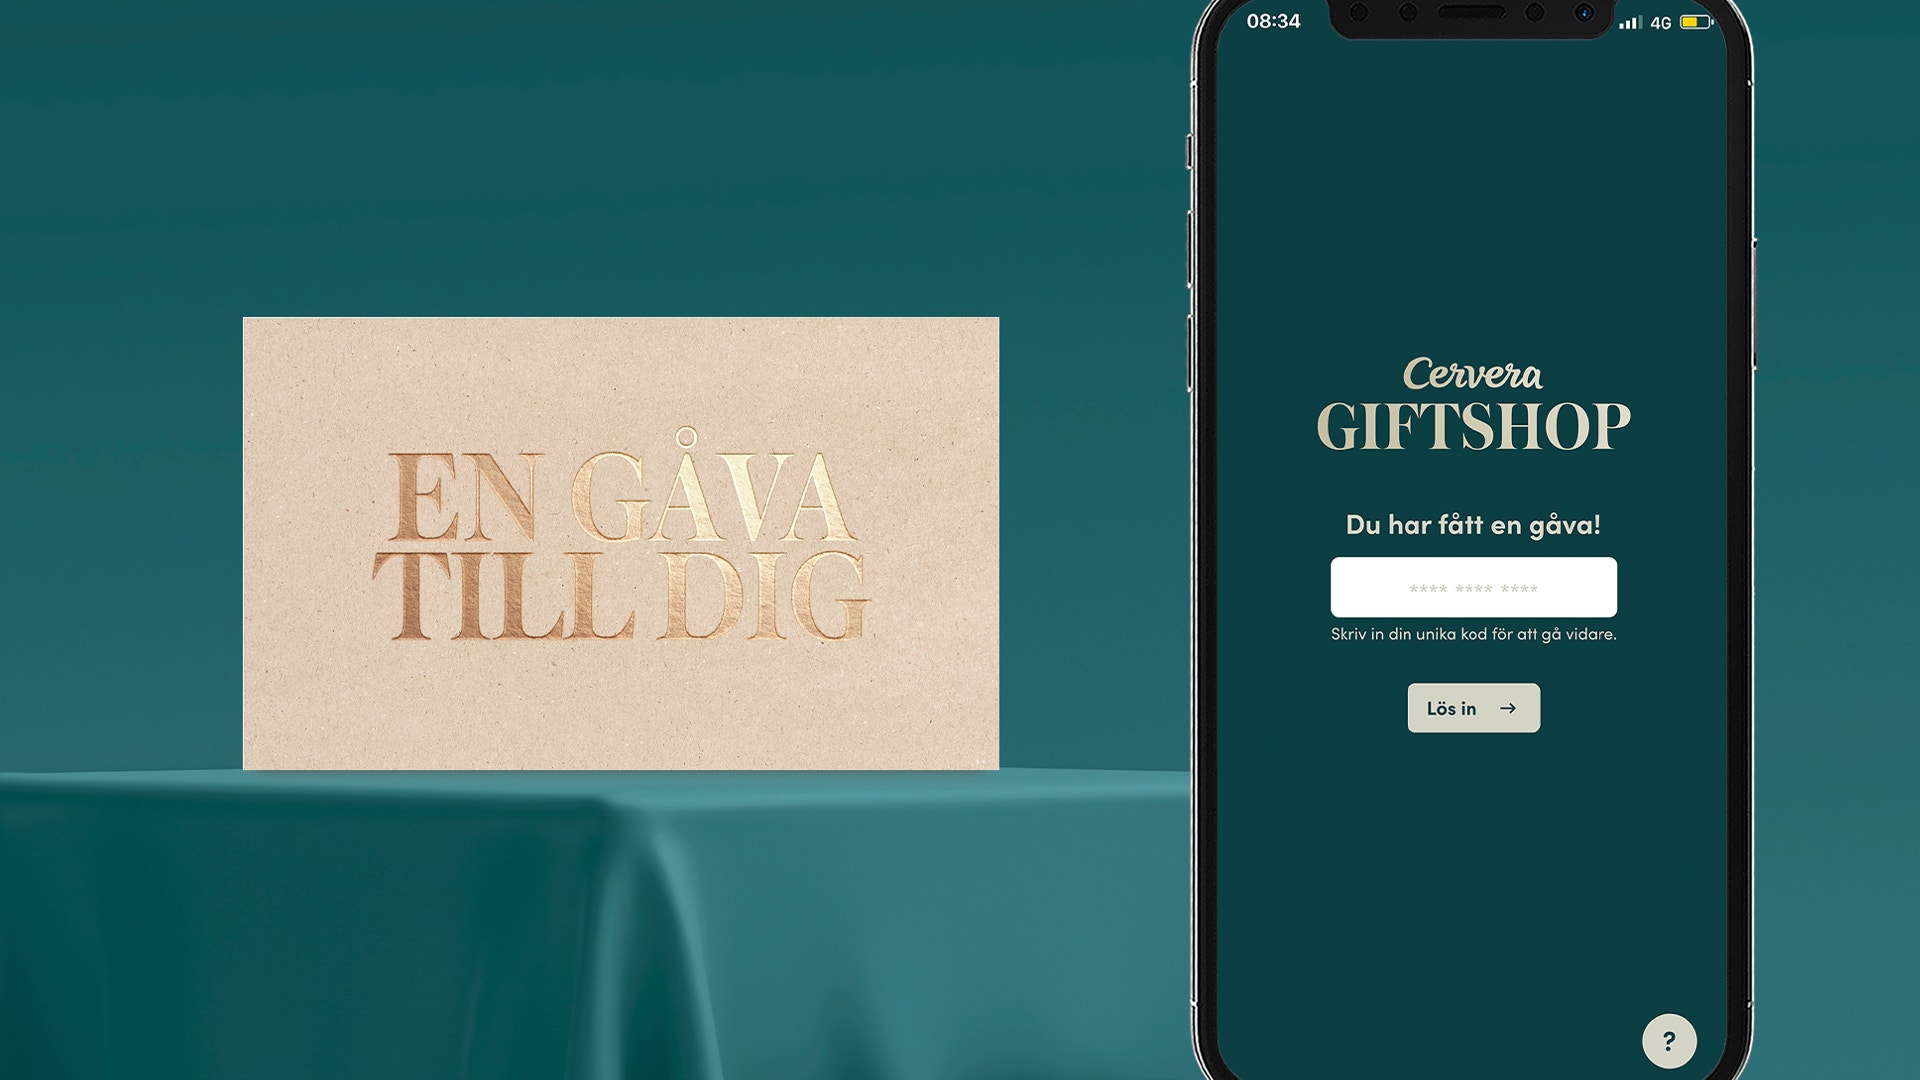 EN GÅVA
TILL DIG
08:34
4G
Cervera
GIFTSHOP
Du har fått en gåva!
**** **** ****
Skriv in din unika kod för att gå vidare.
Lös in →
?